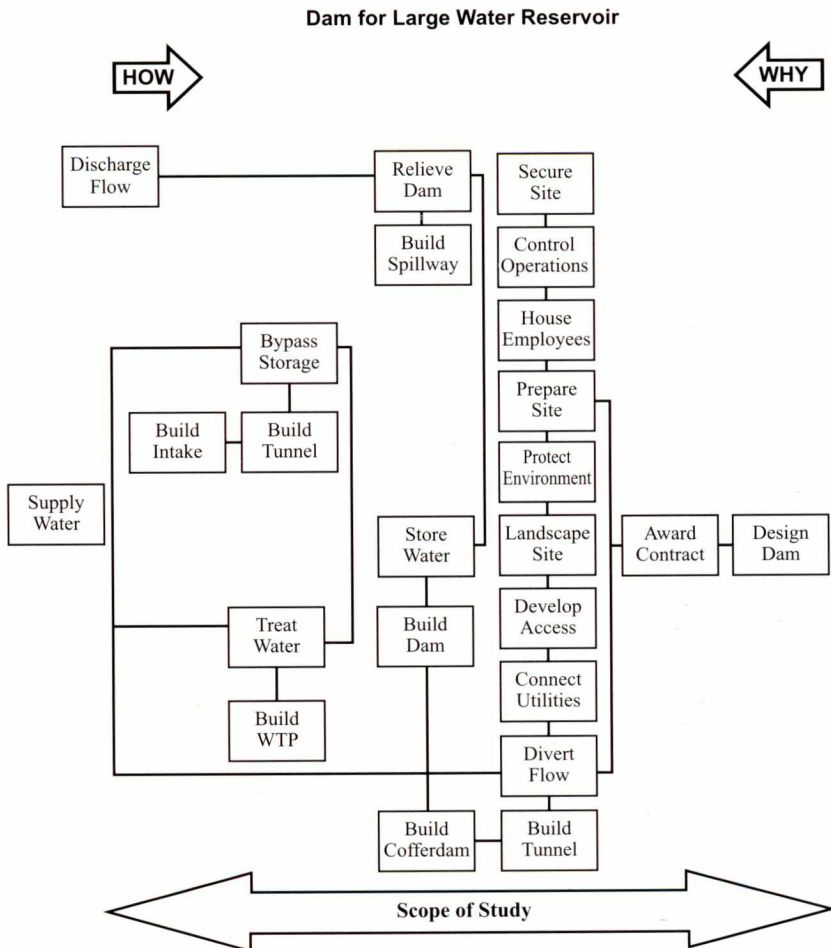 Dam for Large Water Reservoir
HOW
WHY
Discharge
Flow
Relieve
Dam
Secure
Site
Build
Spillway
Control
Operations
House
Employees
Bypass
Storage
Prepare
Site
Build
Intake
Build
Tunnel
Protect
Environment
Supply
Water
Store
Water
Landscape
Site
Award
Contract
Design
Dam
Treat
Water
Build
Dam
Develop
Access
Connect
Utilities
Build
WTP
Divert
Flow
Build
Cofferdam
Build
Tunnel
Scope of Study